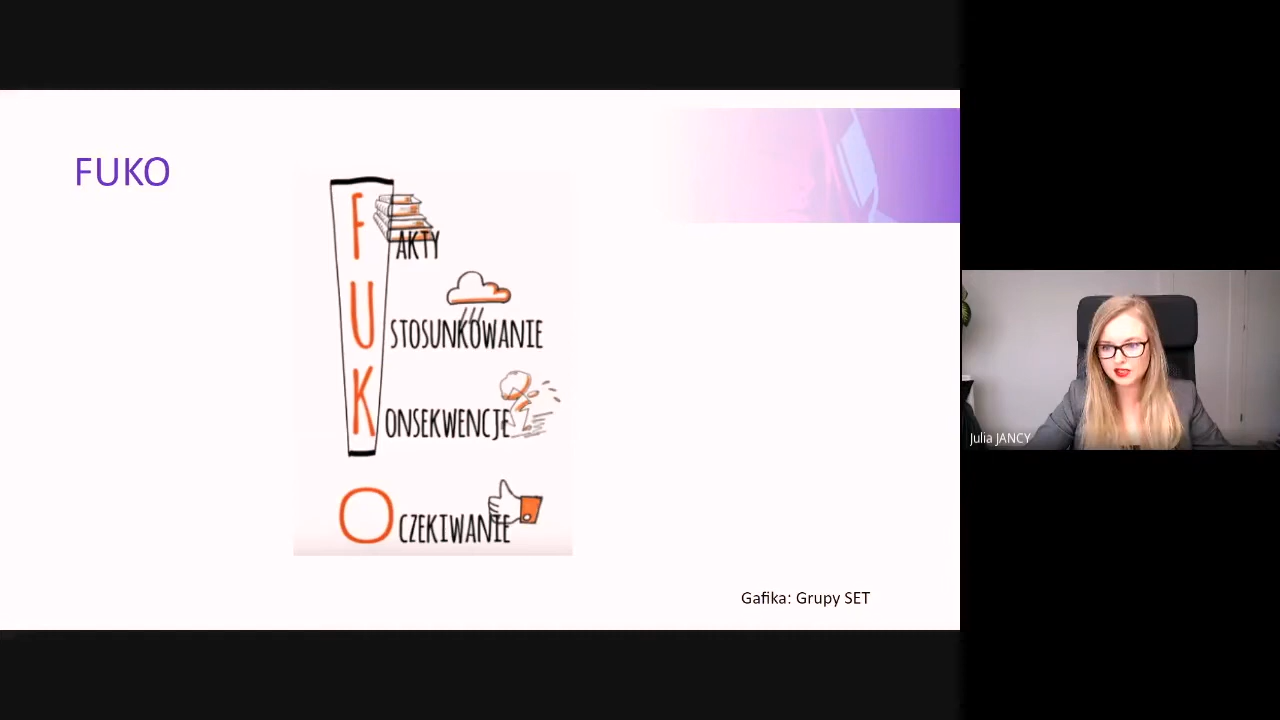 FUKO
FAKTY
USTOSUNKOWANIE
KONSEKWENCJE
OCZEKIWANIE
Gafika: Grupy SET
Julia JANCY